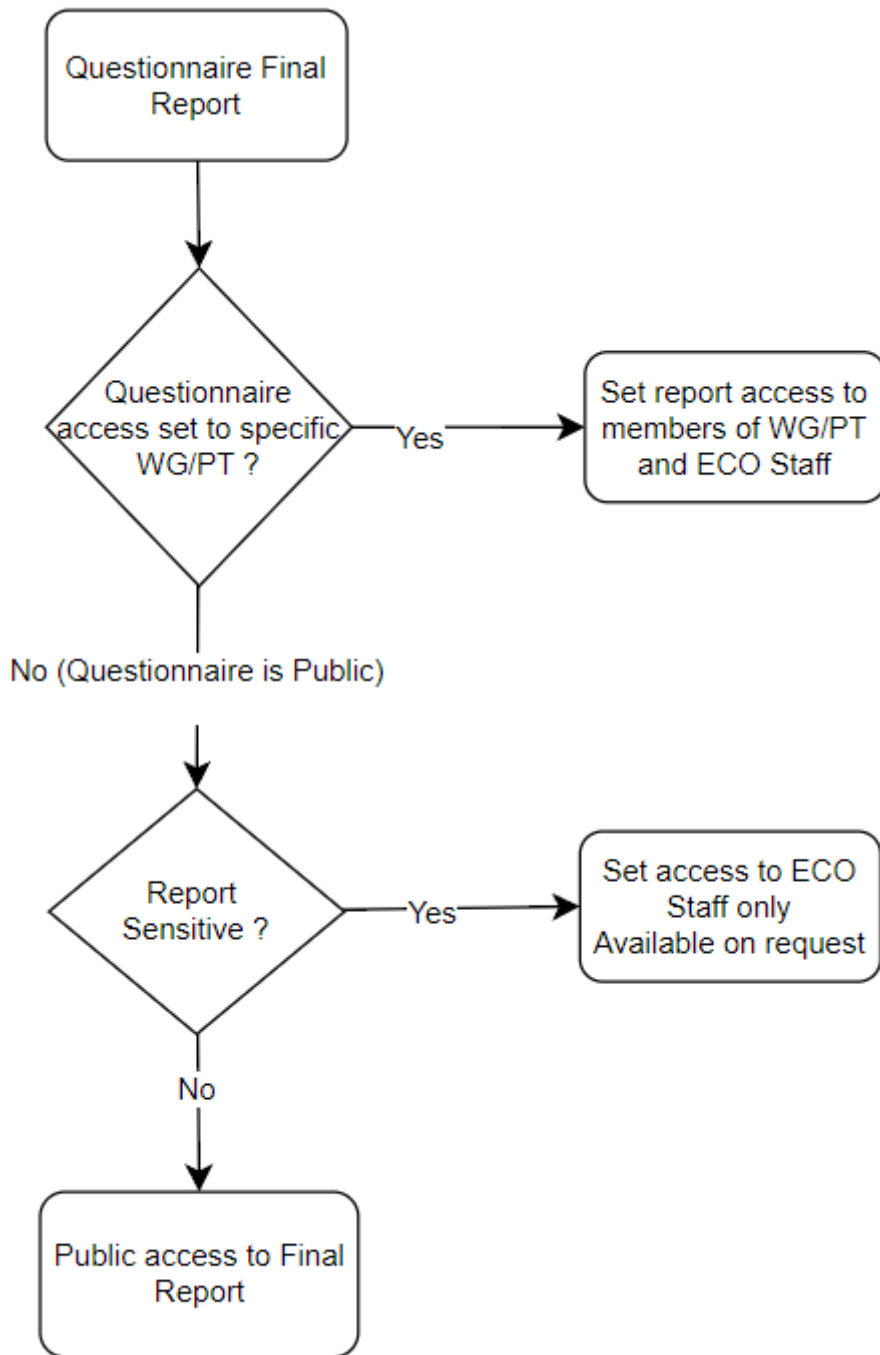 Questionnaire Final
Report
Questionnaire
access set to specific
WG/PT ?
Yes
Set report access to
members of WG/PT
and ECO Staff
No (Questionnaire is Public)
Report
Sensitive ?
Yes
Set access to ECO
Staff only
Available on request
No
Public access to Final
Report